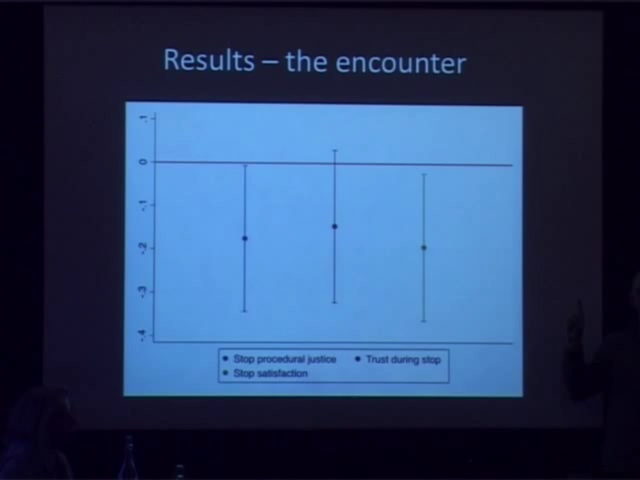 Results – the encounter
.1
0
-.1
-.2
-.3
-.4
Stop procedural justice
Trust during stop
Stop satisfaction